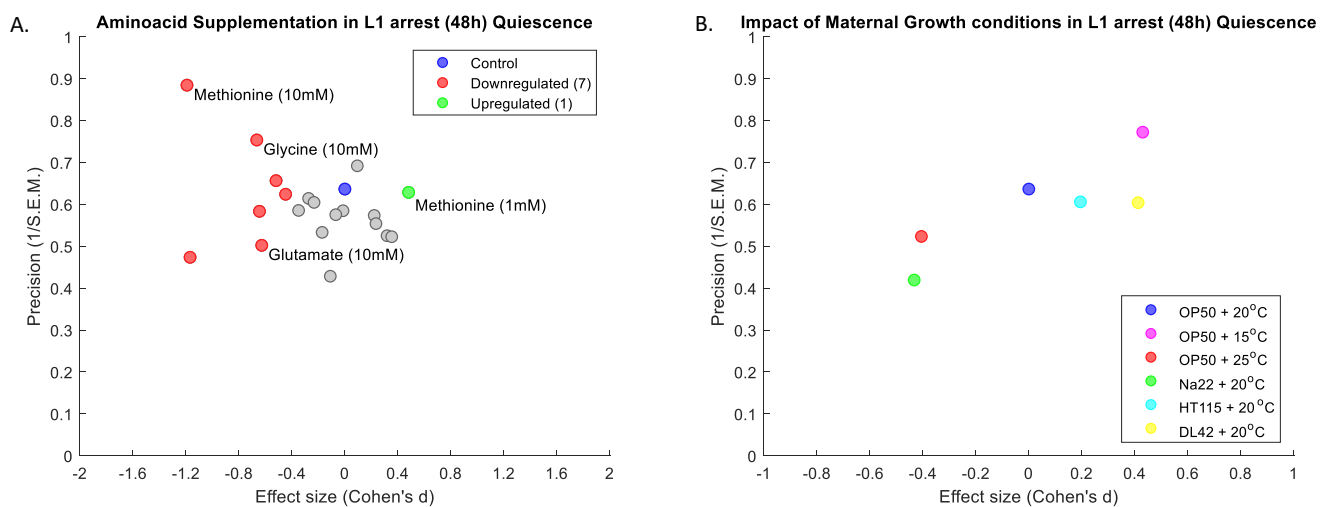 A.
Aminoacid Supplementation in L1 arrest (48h) Quiescence
Precision (1/S.E.M.)
1
0.9
0.8
0.7
0.6
0.5
0.4
0.3
0.2
0.1
0
Control
Downregulated (7)
Upregulated (1)
Methionine (10mM)
Glycine (10mM)
Methionine (1mM)
Glutamate (10mM)
-2 -1.6 -1.2 -0.8 -0.4 0 0.4 0.8 1.2 1.6 2
Effect size (Cohen's d)
B.
Impact of Maternal Growth conditions in L1 arrest (48h) Quiescence
Precision (1/S.E.M.)
1
0.9
0.8
0.7
0.6
0.5
0.4
0.3
0.2
0.1
0
OP50 + 20°C
OP50 + 15°C
OP50 + 25°C
Na22 + 20°C
HT115 + 20°C
DL42 + 20°C
-1 -0.8 -0.6 -0.4 -0.2 0 0.2 0.4 0.6 0.8 1
Effect size (Cohen's d)